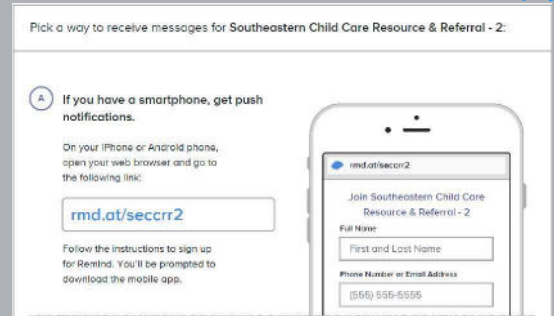 Pick a way to receive messages for Southeastern Child Care Resource & Referral - 2:
A
If you have a smartphone, get push
notifications.
On your iPhone or Android phone,
open your web browser and go to
the following link:
rmd.at/seccrr2
Follow the instructions to sign up
for Remind. You'll be prompted to
download the mobile app.
rmd.at/seccrr2
Join Southeastern Child Care
Resource & Referral - 2
Full Name
First and Last Name
Phone Number or Email Address
(555) 555-5555